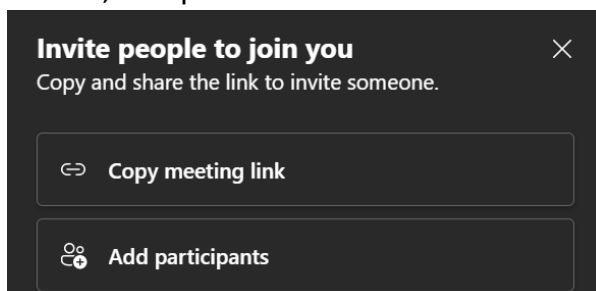 Invite people to join you
Copy and share the link to invite someone.
Copy meeting link
Add participants